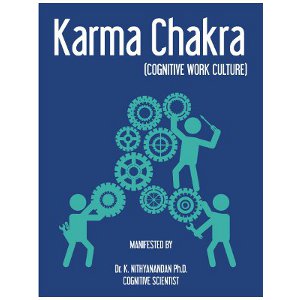 Karma Chakra
(COGNITIVE WORK CULTURE)
MANIFESTED BY
Dr. K. NITHYANANDAN Ph.D.
COGNITIVE SCIENTIST